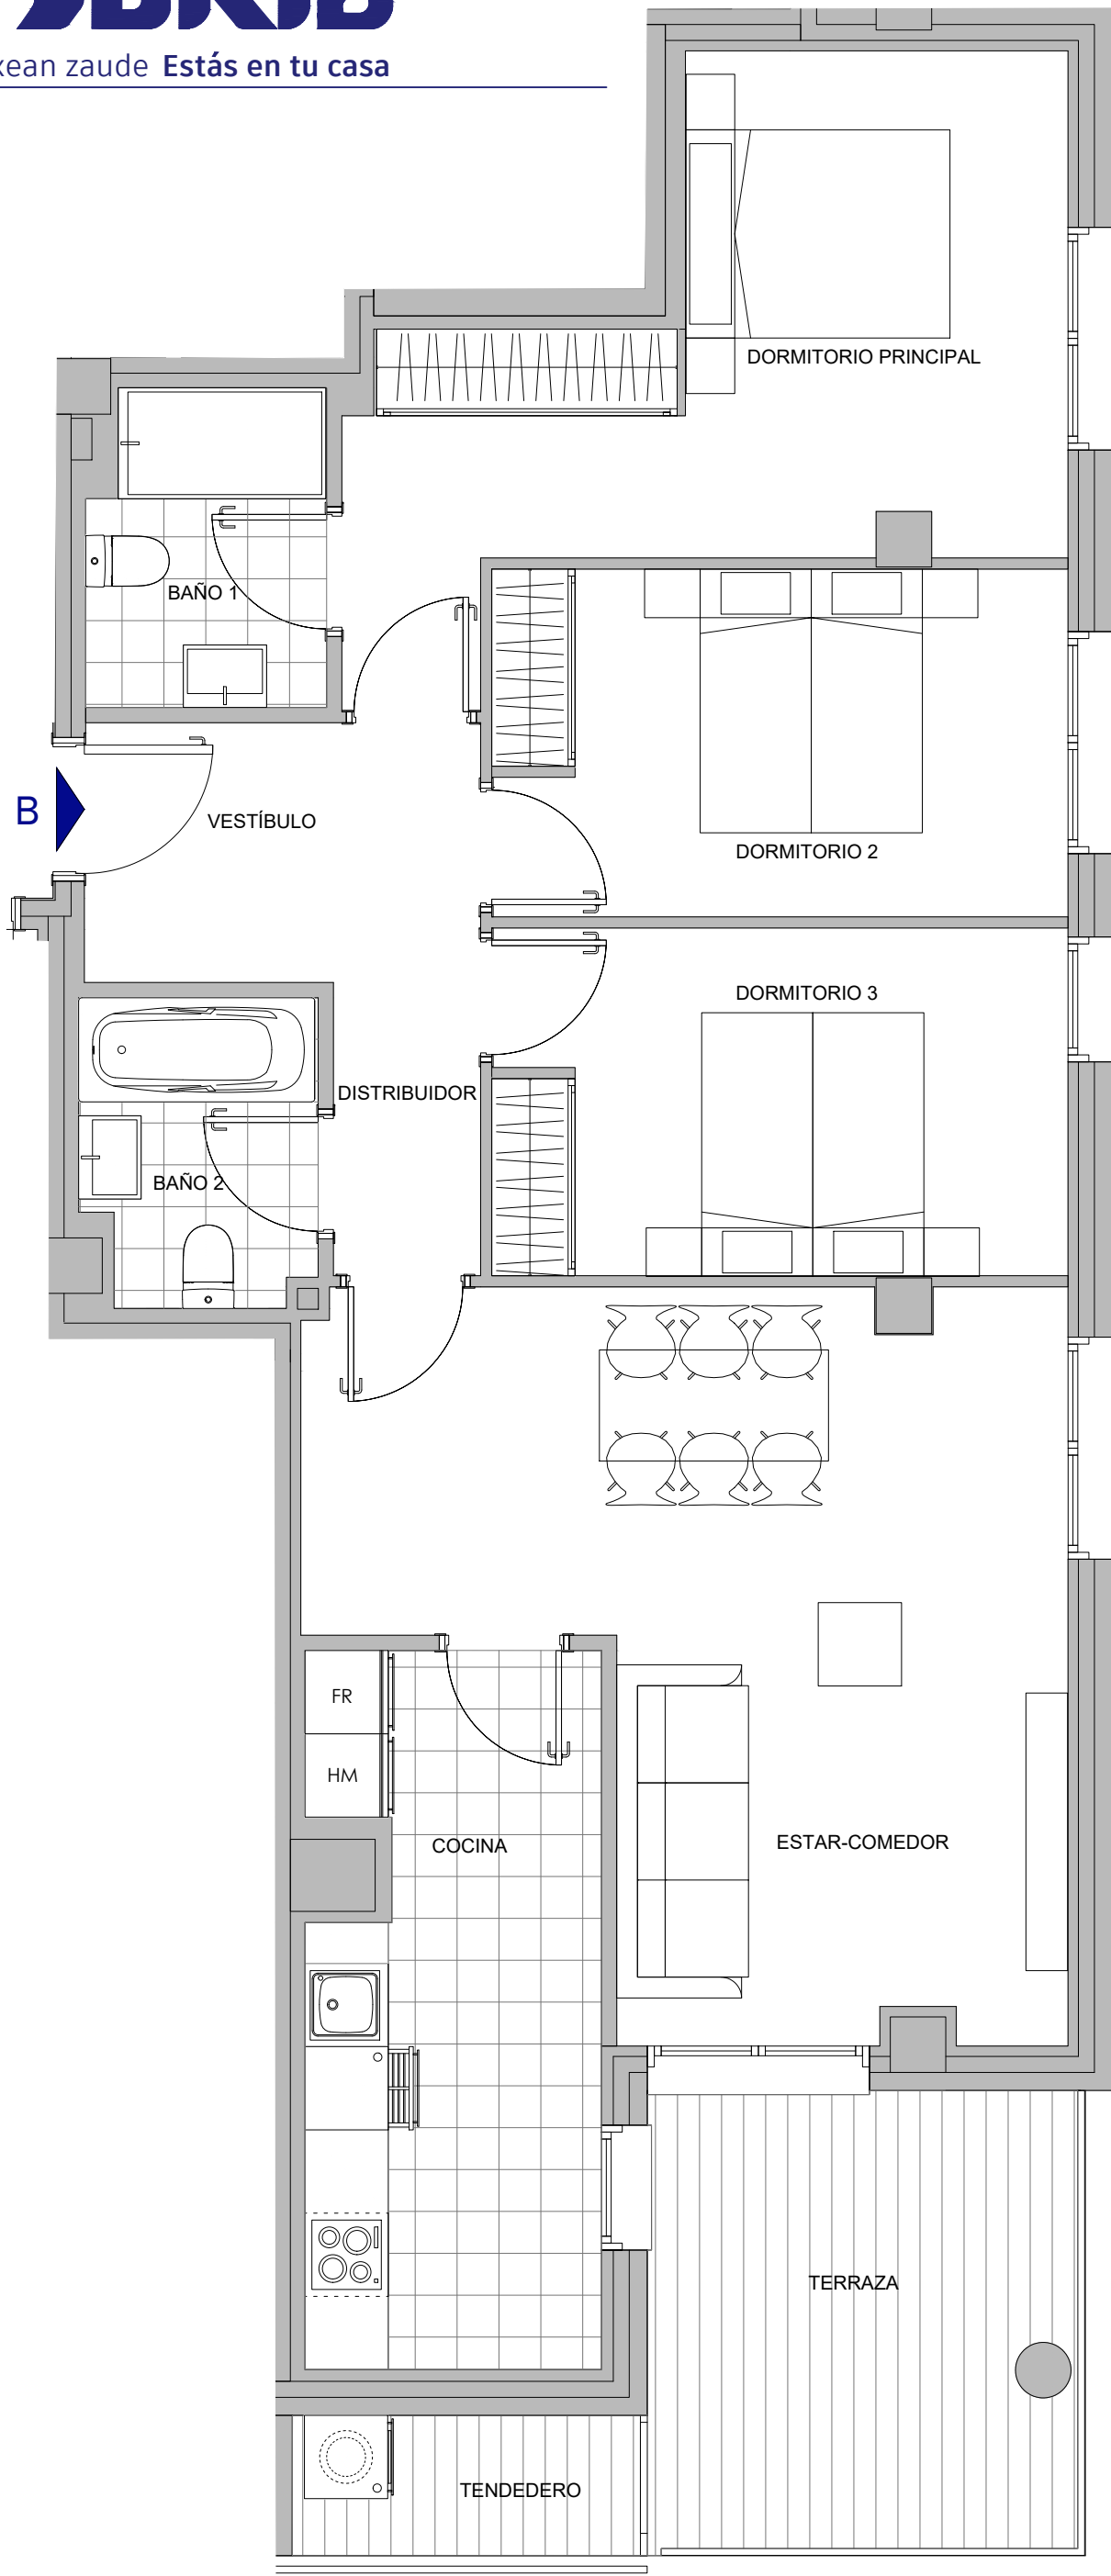 zaude Estás en tu casa
DORMITORIO PRINCIPAL
BAÑO 1
B
VESTÍBULO
DORMITORIO 2
DORMITORIO 3
DISTRIBUIDOR
BAÑO 2
FR
HM
COCINA
ESTAR-COMEDOR
TERRAZA
TENDEDERO